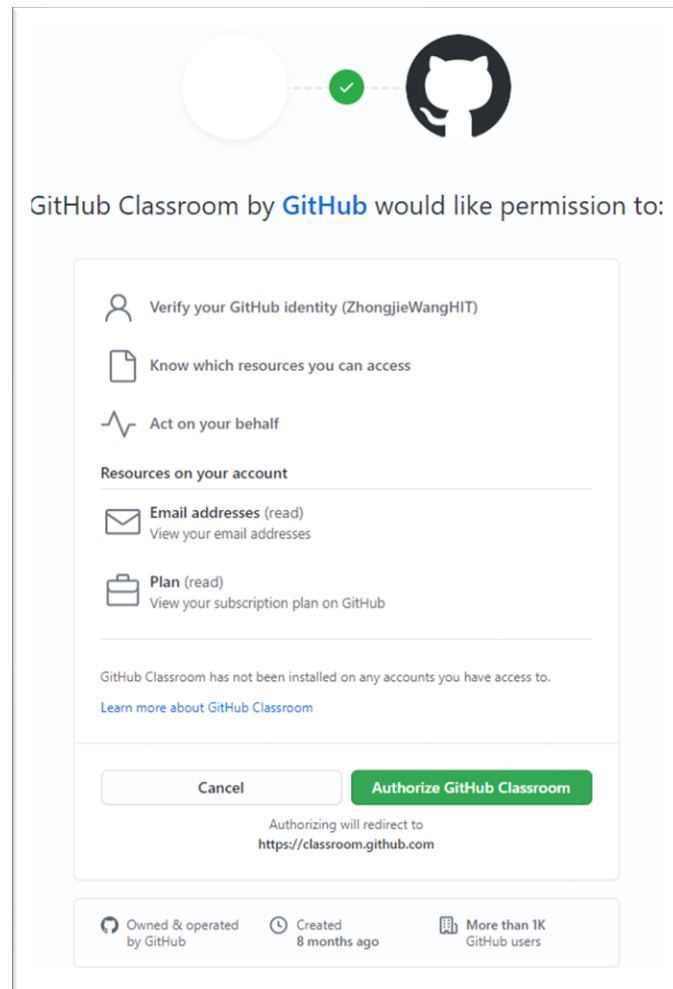 GitHub Classroom by GitHub would like permission to:
Verify your GitHub identity (ZhongjieWangHIT)
Know which resources you can access
Act on your behalf
Resources on your account
Email addresses (read)
View your email addresses
Plan (read)
View your subscription plan on GitHub
GitHub Classroom has not been installed on any accounts you have access to.
Learn more about GitHub Classroom
Cancel
Authorize GitHub Classroom
Authorizing will redirect to
https://classroom.github.com
Owned & operated
by GitHub
Created
8 months ago
More than 1K
GitHub users